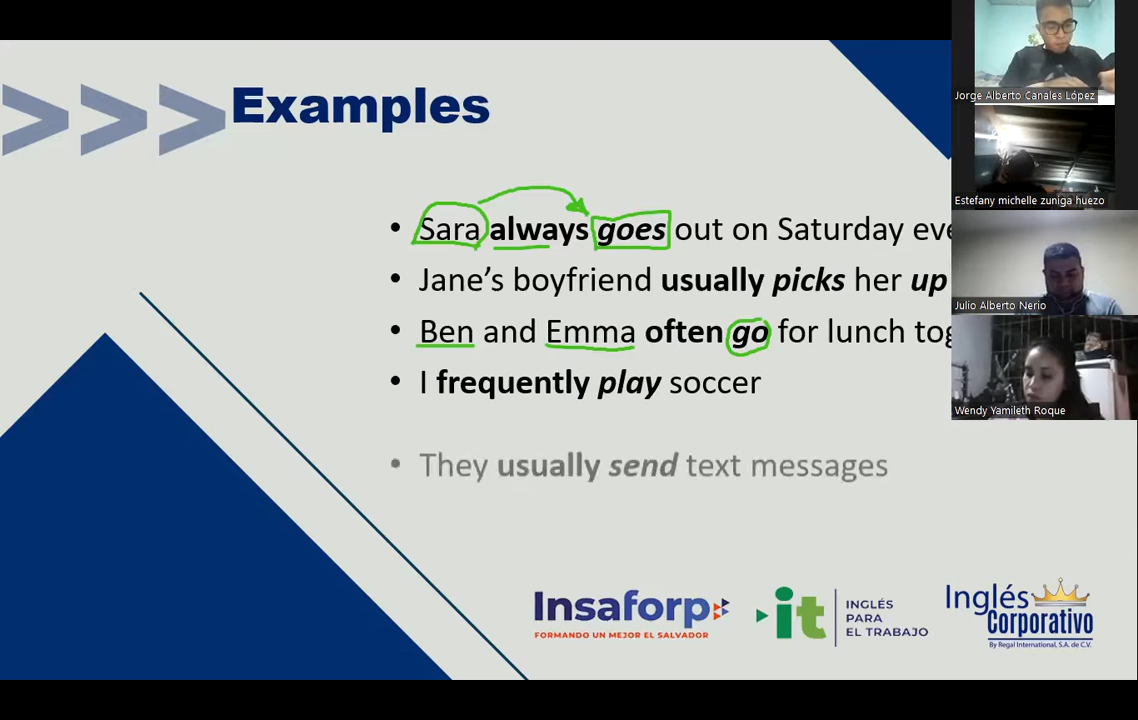 Examples
• Sara always goes out on Saturday eve
• Jane's boyfriend usually picks her up
• Ben and Emma often go for lunch tog
• I frequently play soccer
• They usually send text messages
Insaforp
FORMANDO UN MEJOR EL SALVADOR
it
INGLÉS
PARA
EL TRABAJO
Inglés
Corporativo
By Regal International, S.A. de C.V.
Jorge Alberto Canales López
Estefany michelle zuniga huezo
Julio Alberto Nerio
Wendy Yamileth Roque